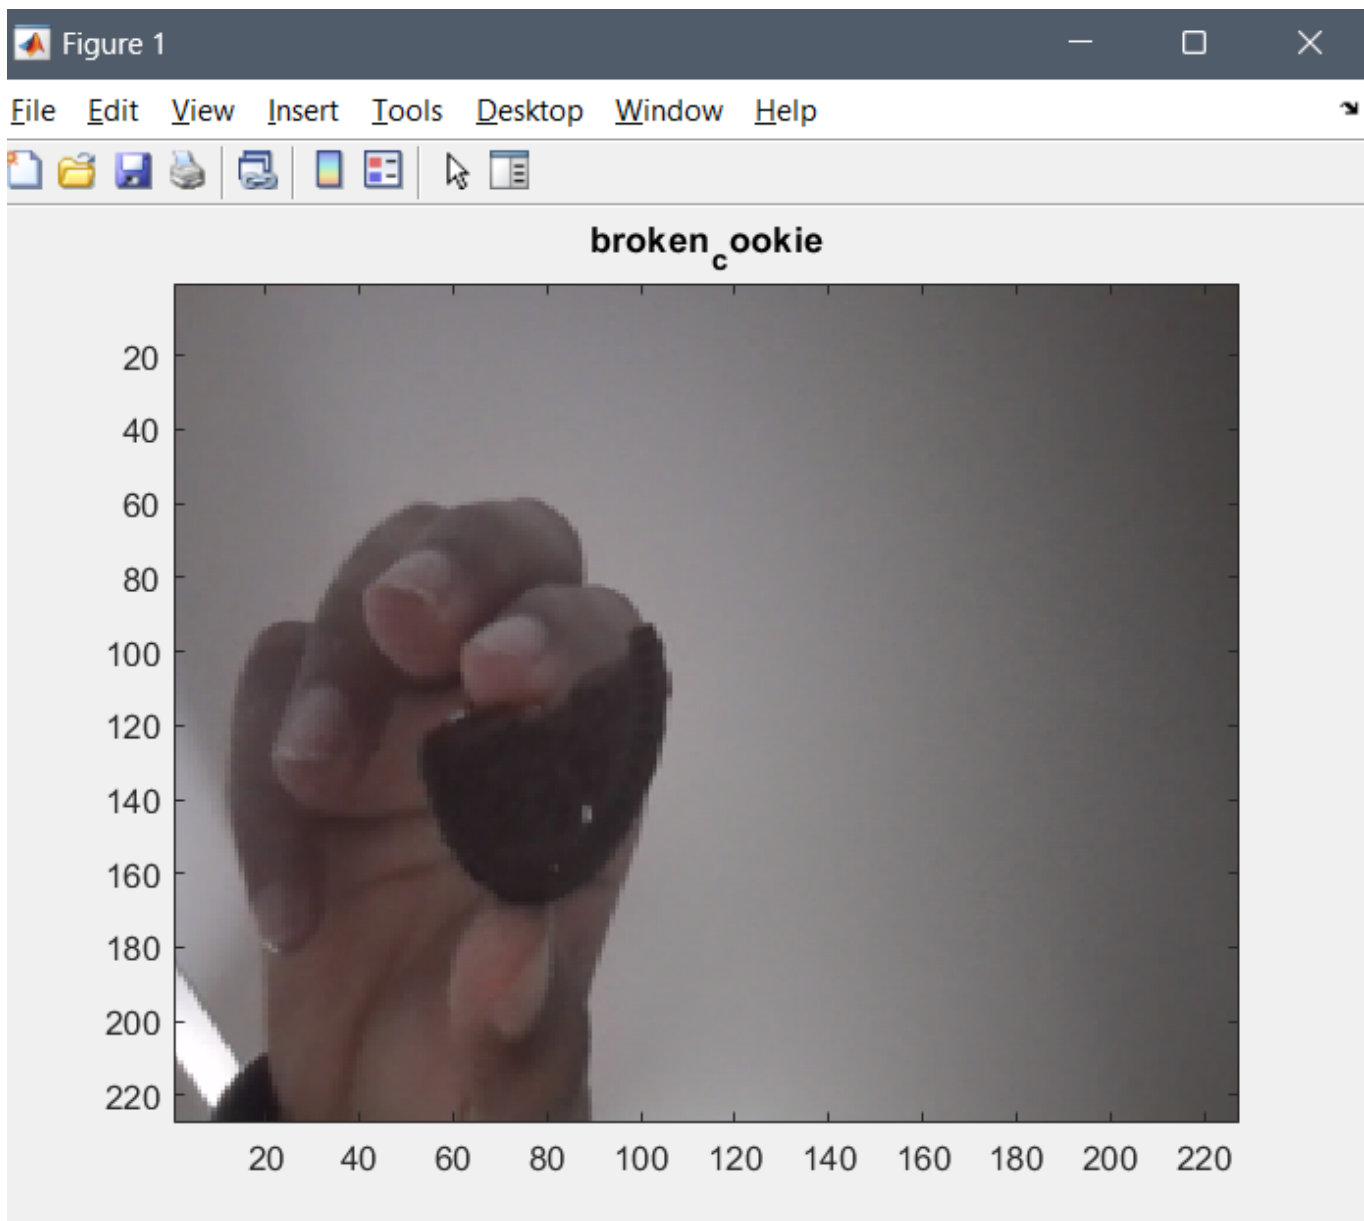 Figure 1
File Edit View Insert Tools Desktop Window Help
broken_cookie
20
40
60
80
100
120
140
160
180
200
220
20 40 60 80 100 120 140 160 180 200 220